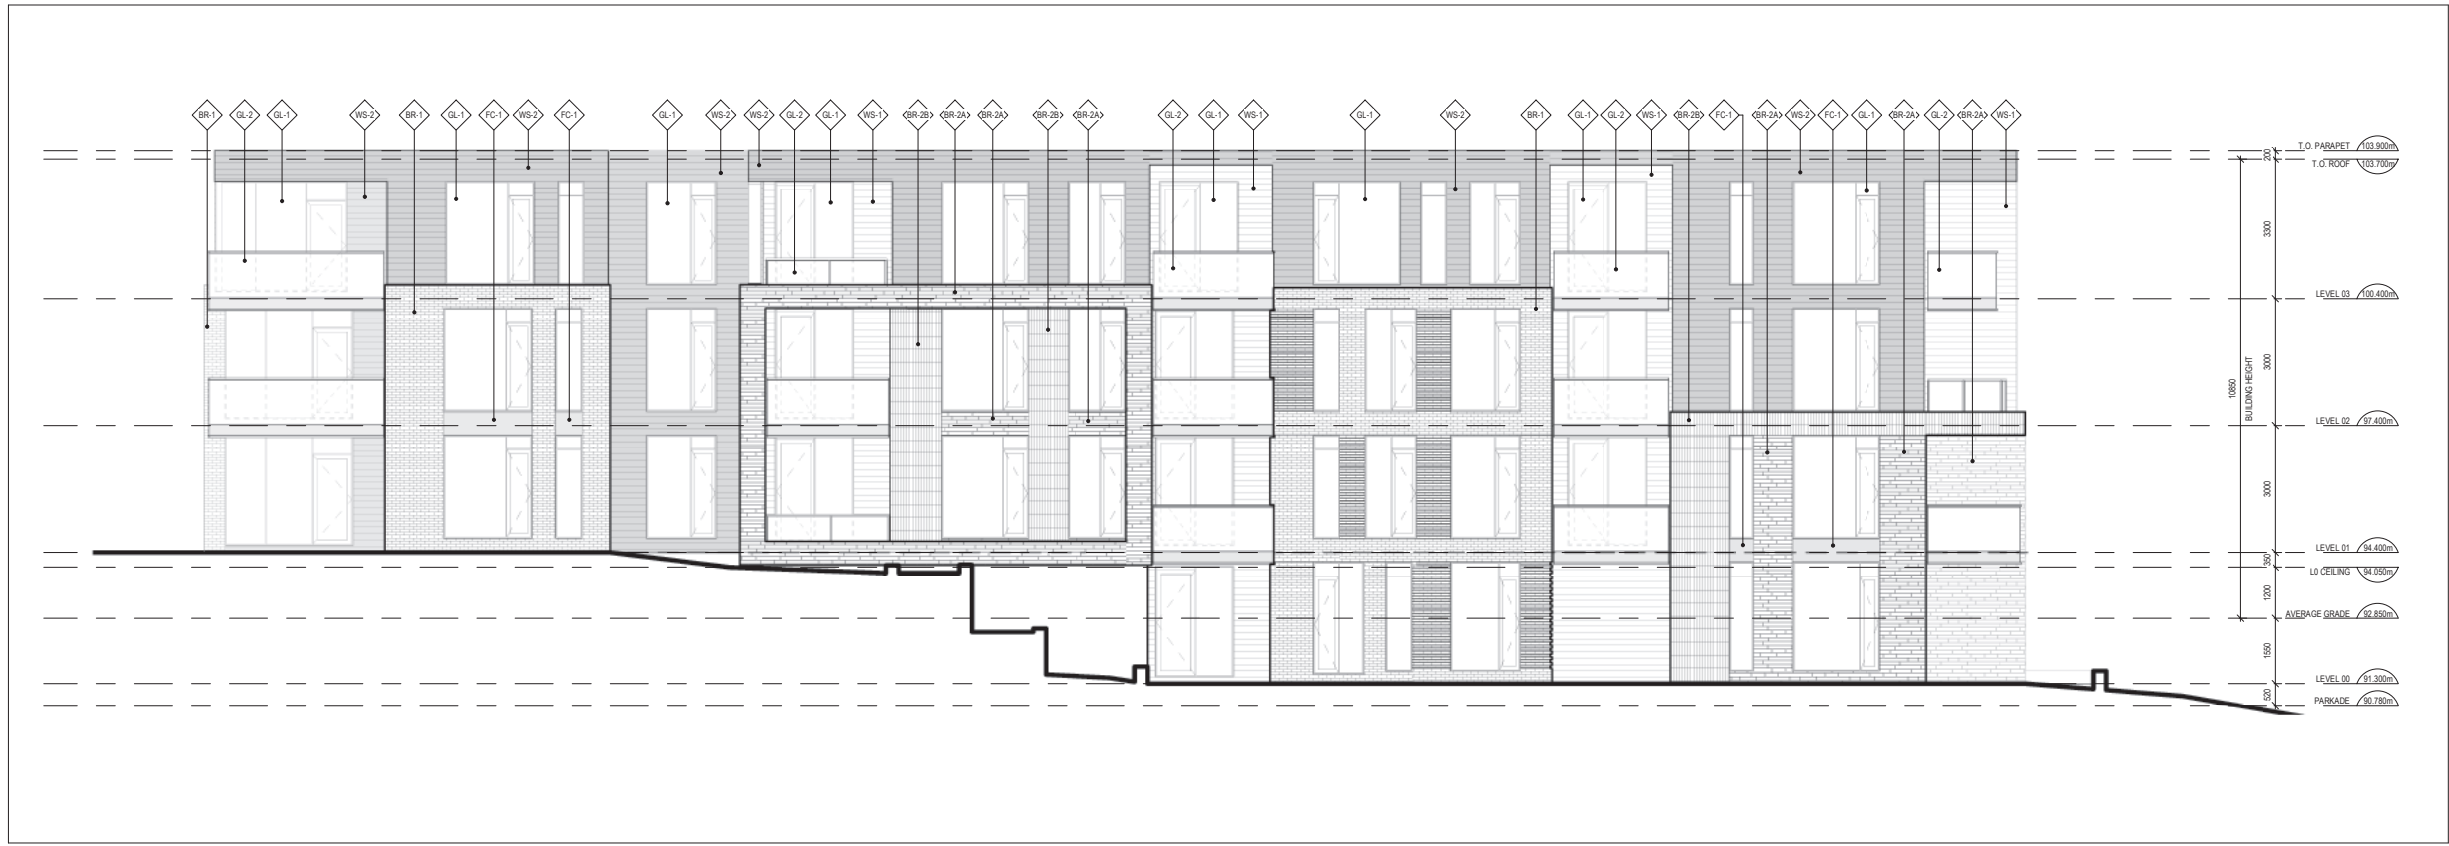 BR-1 GL-2 GL-1 WS-2 BR-1 GL-1 FC-1 WS-2 FC-1 GL-1 WS-2 WS-2 GL-2 GL-1 WS-1 BR-2B BR-2A BR-2A BR-2B BR-2A GL-2 GL-1 WS-1 GL-1 WS-2 BR-1 GL-1 GL-2 WS-1 BR-2B FC-1 BR-2A WS-2 FC-1 GL-1 BR-2A GL-2 BR-2A WS-1
T.O. PARAPET 103.900m
200
T.O. ROOF 103.700m
3300
LEVEL 03 100.400m
3000
10850
BUILDING HEIGHT
LEVEL 02 97.400m
3000
LEVEL 01 94.400m
350
L0 CEILING 94.050m
1200
AVERAGE GRADE 92.850m
1550
LEVEL 00 91.300m
520
PARKADE 90.780m